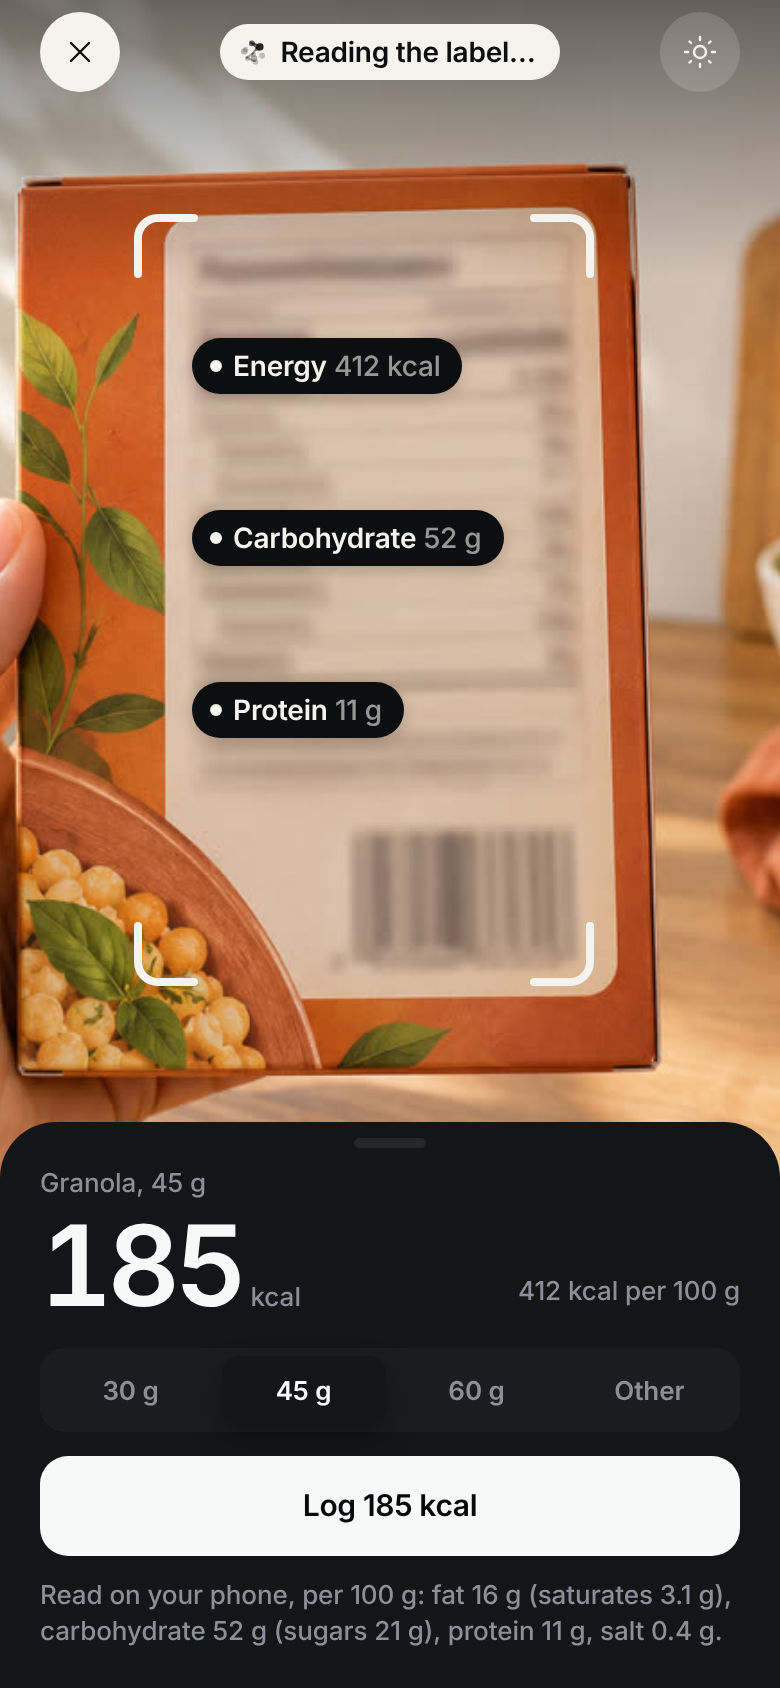 Reading the label...
Energy 412 kcal
Carbohydrate 52 g
Protein 11 g
Granola, 45 g
185 kcal
412 kcal per 100 g
30 g
45 g
60 g
Other
Log 185 kcal
Read on your phone, per 100 g: fat 16 g (saturates 3.1 g),
carbohydrate 52 g (sugars 21 g), protein 11 g, salt 0.4 g.